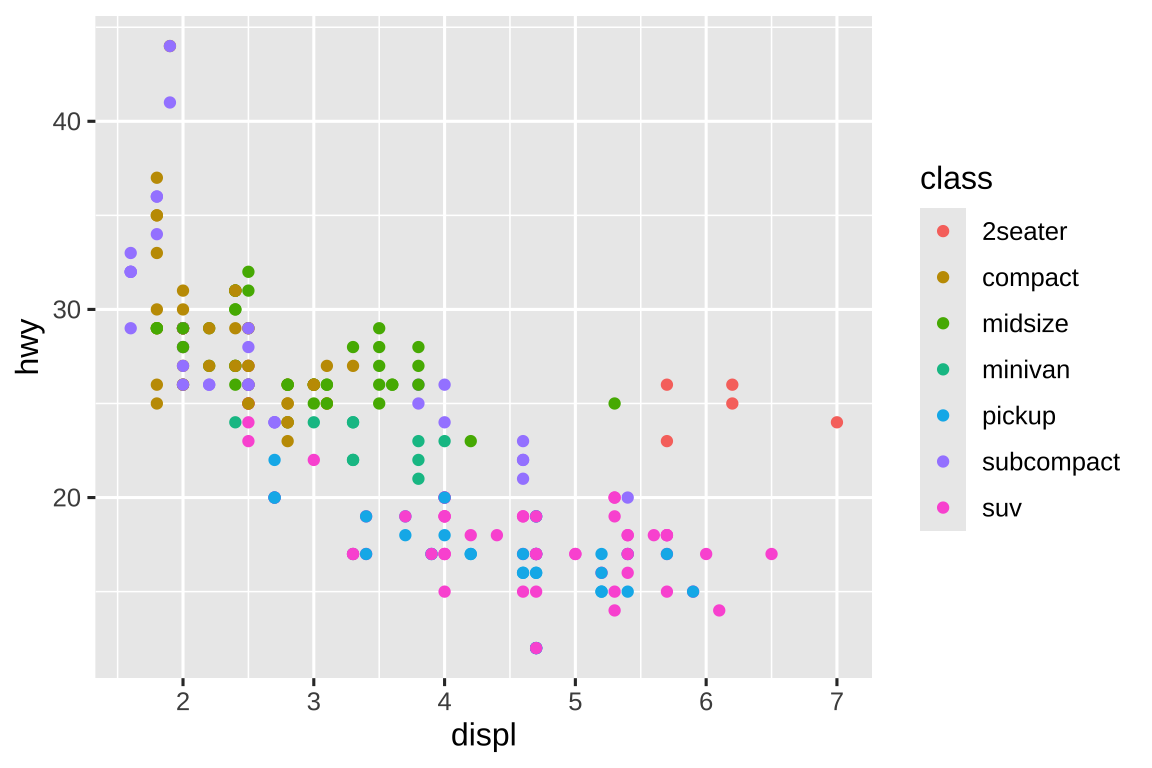 hwy
40
30
20
2 3 4 5 6 7
displ
class
2seater
compact
midsize
minivan
pickup
subcompact
suv